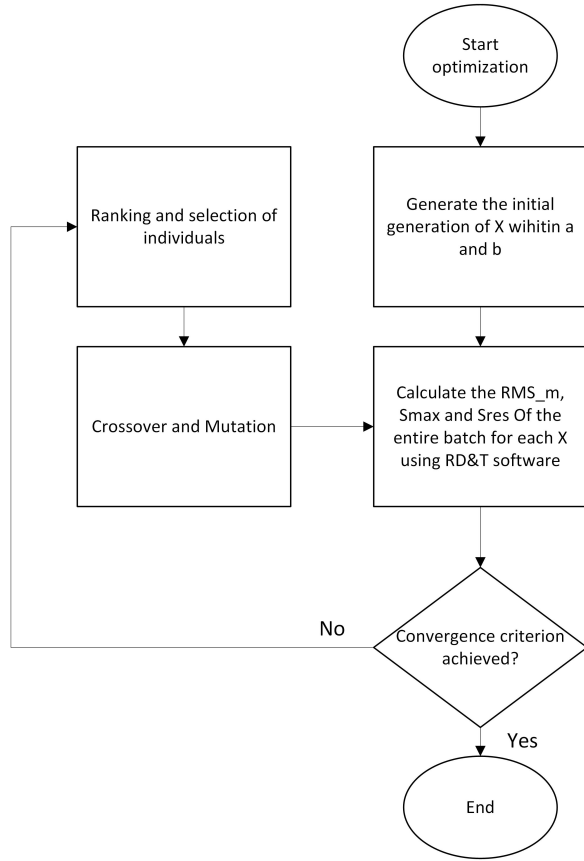 Start
optimization
Generate the initial
generation of X wihitin a
and b
Ranking and selection of
individuals
Crossover and Mutation
Calculate the RMS_m,
Smax and Sres Of the
entire batch for each X
using RD&T software
Convergence criterion
achieved?
No
Yes
End